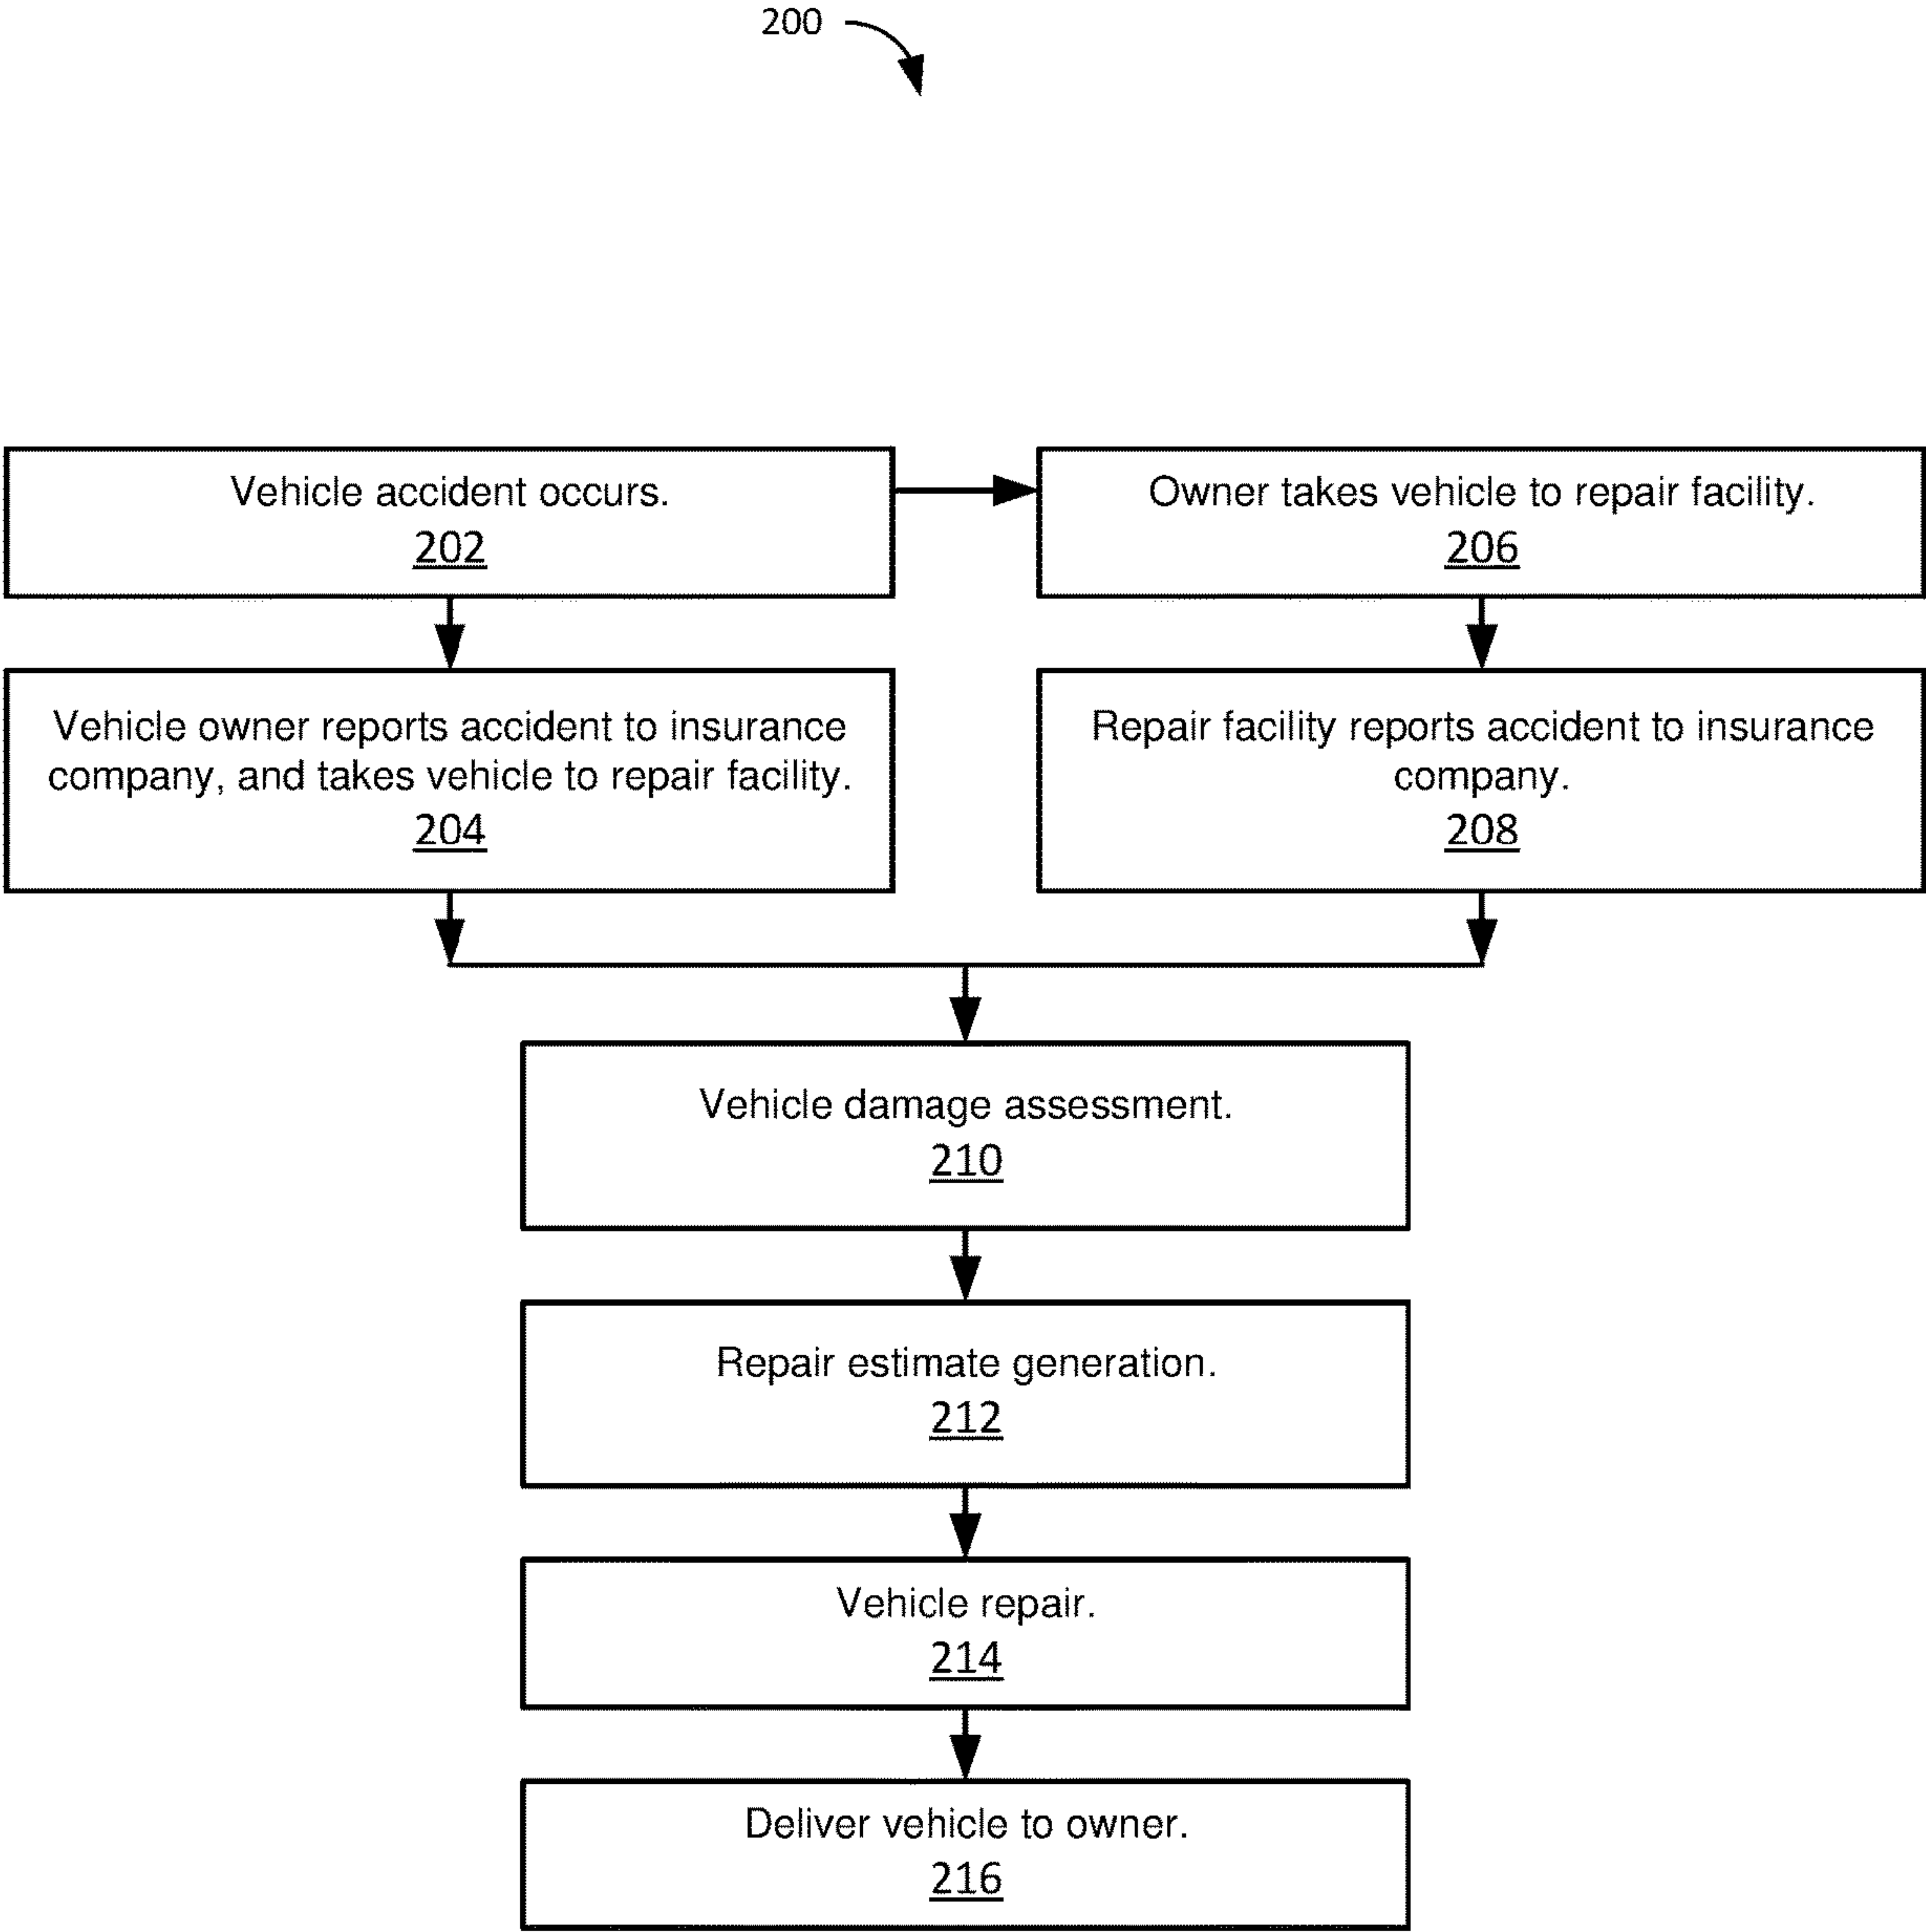 200
Vehicle accident occurs.
202
Owner takes vehicle to repair facility.
206
Vehicle owner reports accident to insurance
company, and takes vehicle to repair facility.
204
Repair facility reports accident to insurance
company.
208
Vehicle damage assessment.
210
Repair estimate generation.
212
Vehicle repair.
214
Deliver vehicle to owner.
216